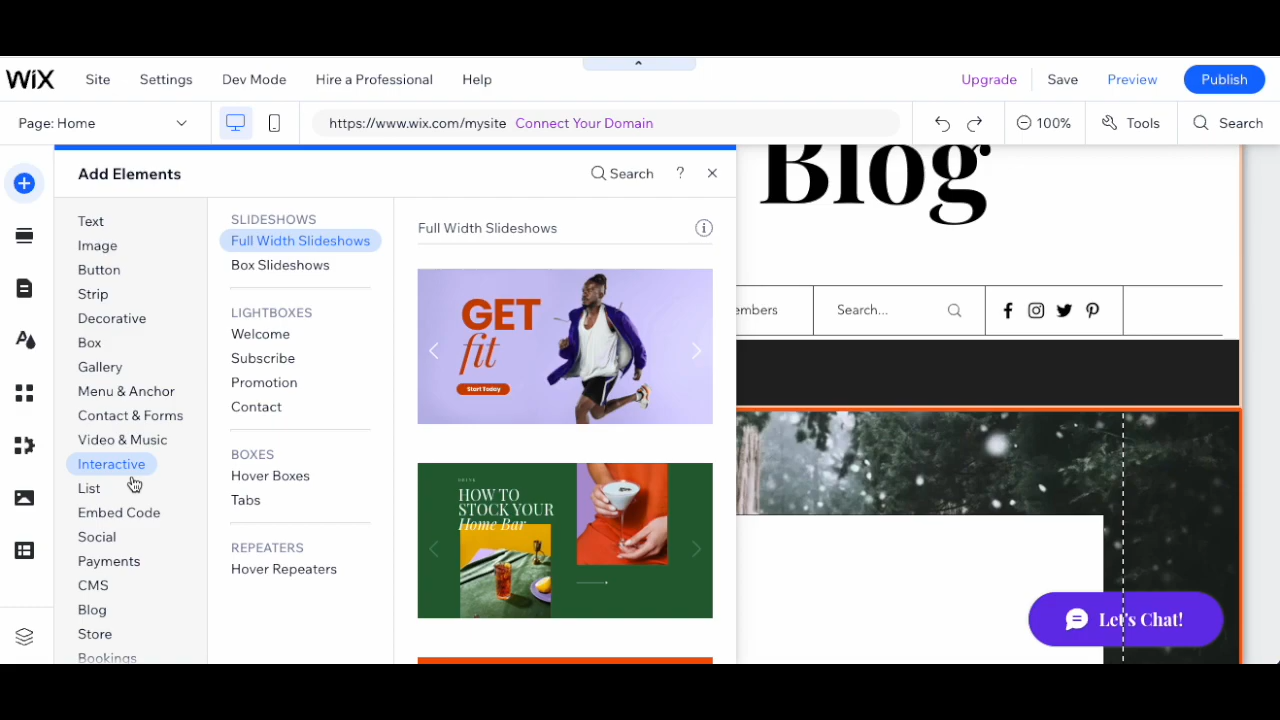 WiX Site Settings Dev Mode Hire a Professional Help Upgrade Save Preview Publish
Page: Home https://www.wix.com/mysite Connect Your Domain 100% Tools Search
Add Elements Search ?
Text
Image
Button
Strip
Decorative
Box
Gallery
Menu & Anchor
Contact & Forms
Video & Music
Interactive
List
Embed Code
Social
Payments
CMS
Blog
Store
Bookings
SLIDESHOWS
Full Width Slideshows
Box Slideshows
LIGHTBOXES
Welcome
Subscribe
Promotion
Contact
BOXES
Hover Boxes
Tabs
REPEATERS
Hover Repeaters
Full Width Slideshows
GET
fit
Start Today
HOW TO
STOCK YOUR
Home Bar
Blog
embers Search...
Let's Chat!